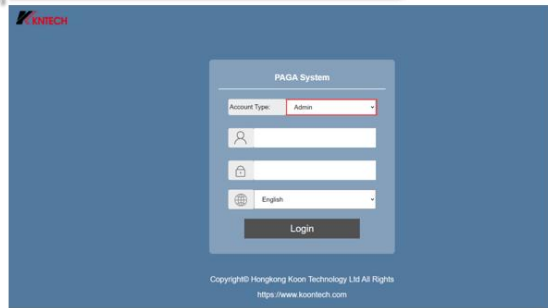 KNTECH
PAGA System
Account Type: Admin
English
Login
Copyright© Hongkong Koon Technology Ltd All Rights
https://www.koontech.com